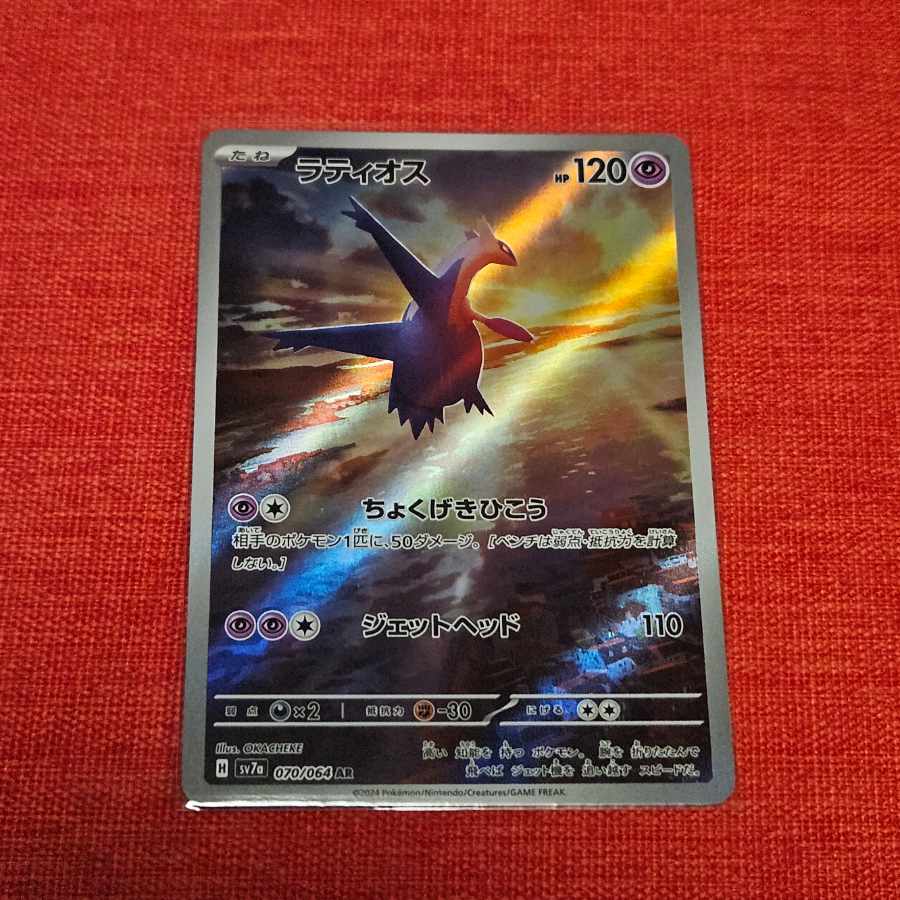 たね ラティオス HP 120
ちょくげきひこう
相手のポケモン1匹に、50ダメージ。[ベンチは弱点・抵抗力を計算
しない。]
ジェットヘッド 110
弱点 ×2 抵抗力 -30 にげる
Illus. OKACHEKE
高い 知能を 持つ ポケモン。腕を 折りたたんで
飛べば ジェット機を 追い越す スピードだ。
H sv7a 070/064 AR
©2024 Pokémon/Nintendo/Creatures/GAME FREAK.